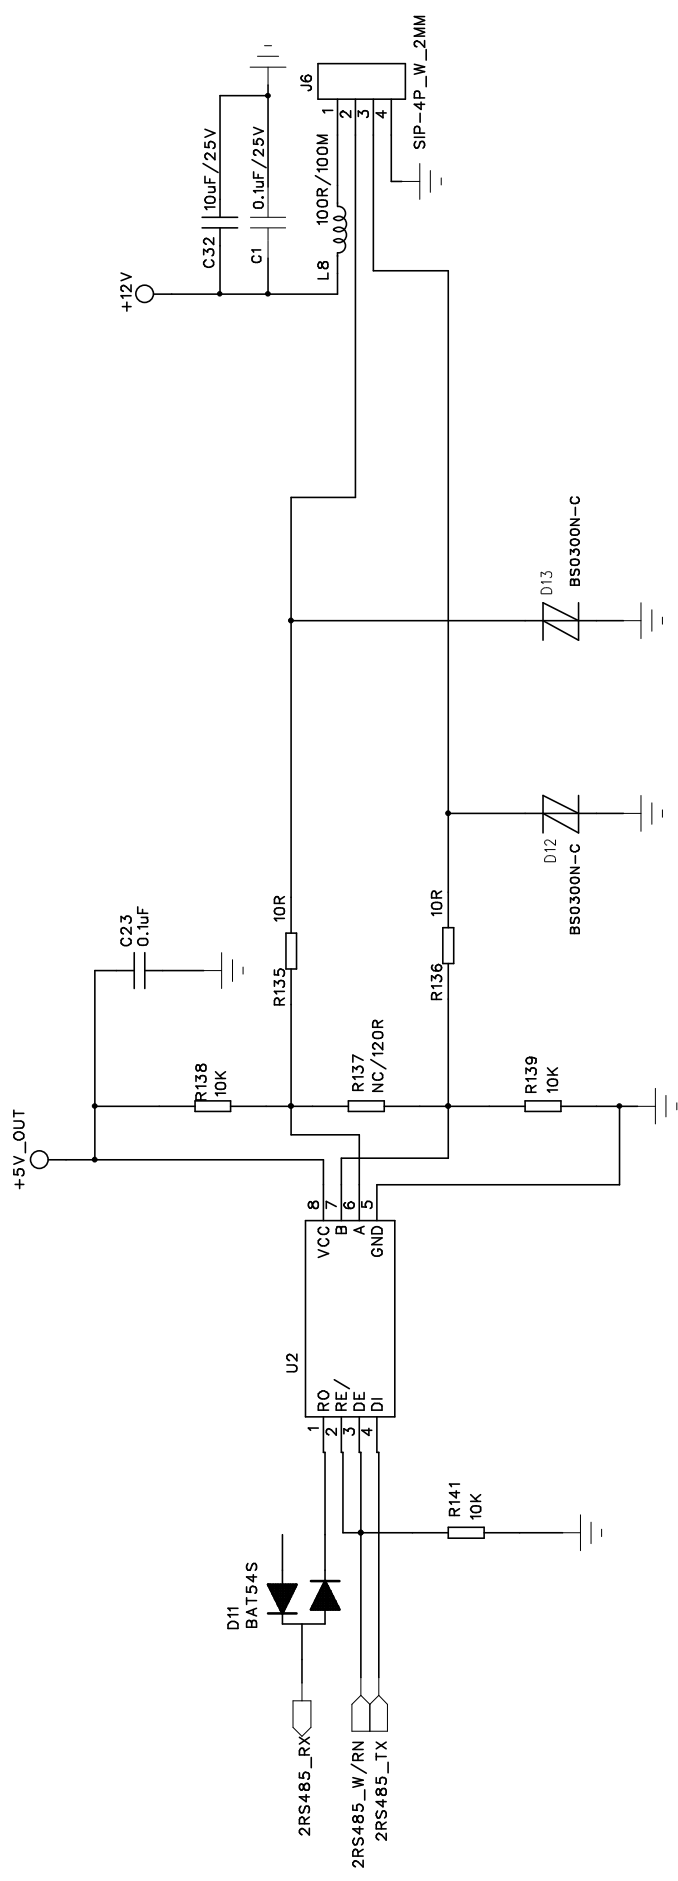 2RS485_RX
2RS485_W/RN
2RS485_TX
D11
BAT54S
R141
10K
U2
1
2
3
4
RO
RE/
DE
DI
VCC
B
A
GND
8
7
6
5
+5V_OUT
C23
0.1uF
R138
10K
R137
NC/120R
R139
10K
R135
10R
R136
10R
D12
BS0300N-C
D13
BS0300N-C
+12V
C32
10uF/25V
C1
0.1uF/25V
L8
100R/100M
J6
1
2
3
4
SIP-4P_W_2MM